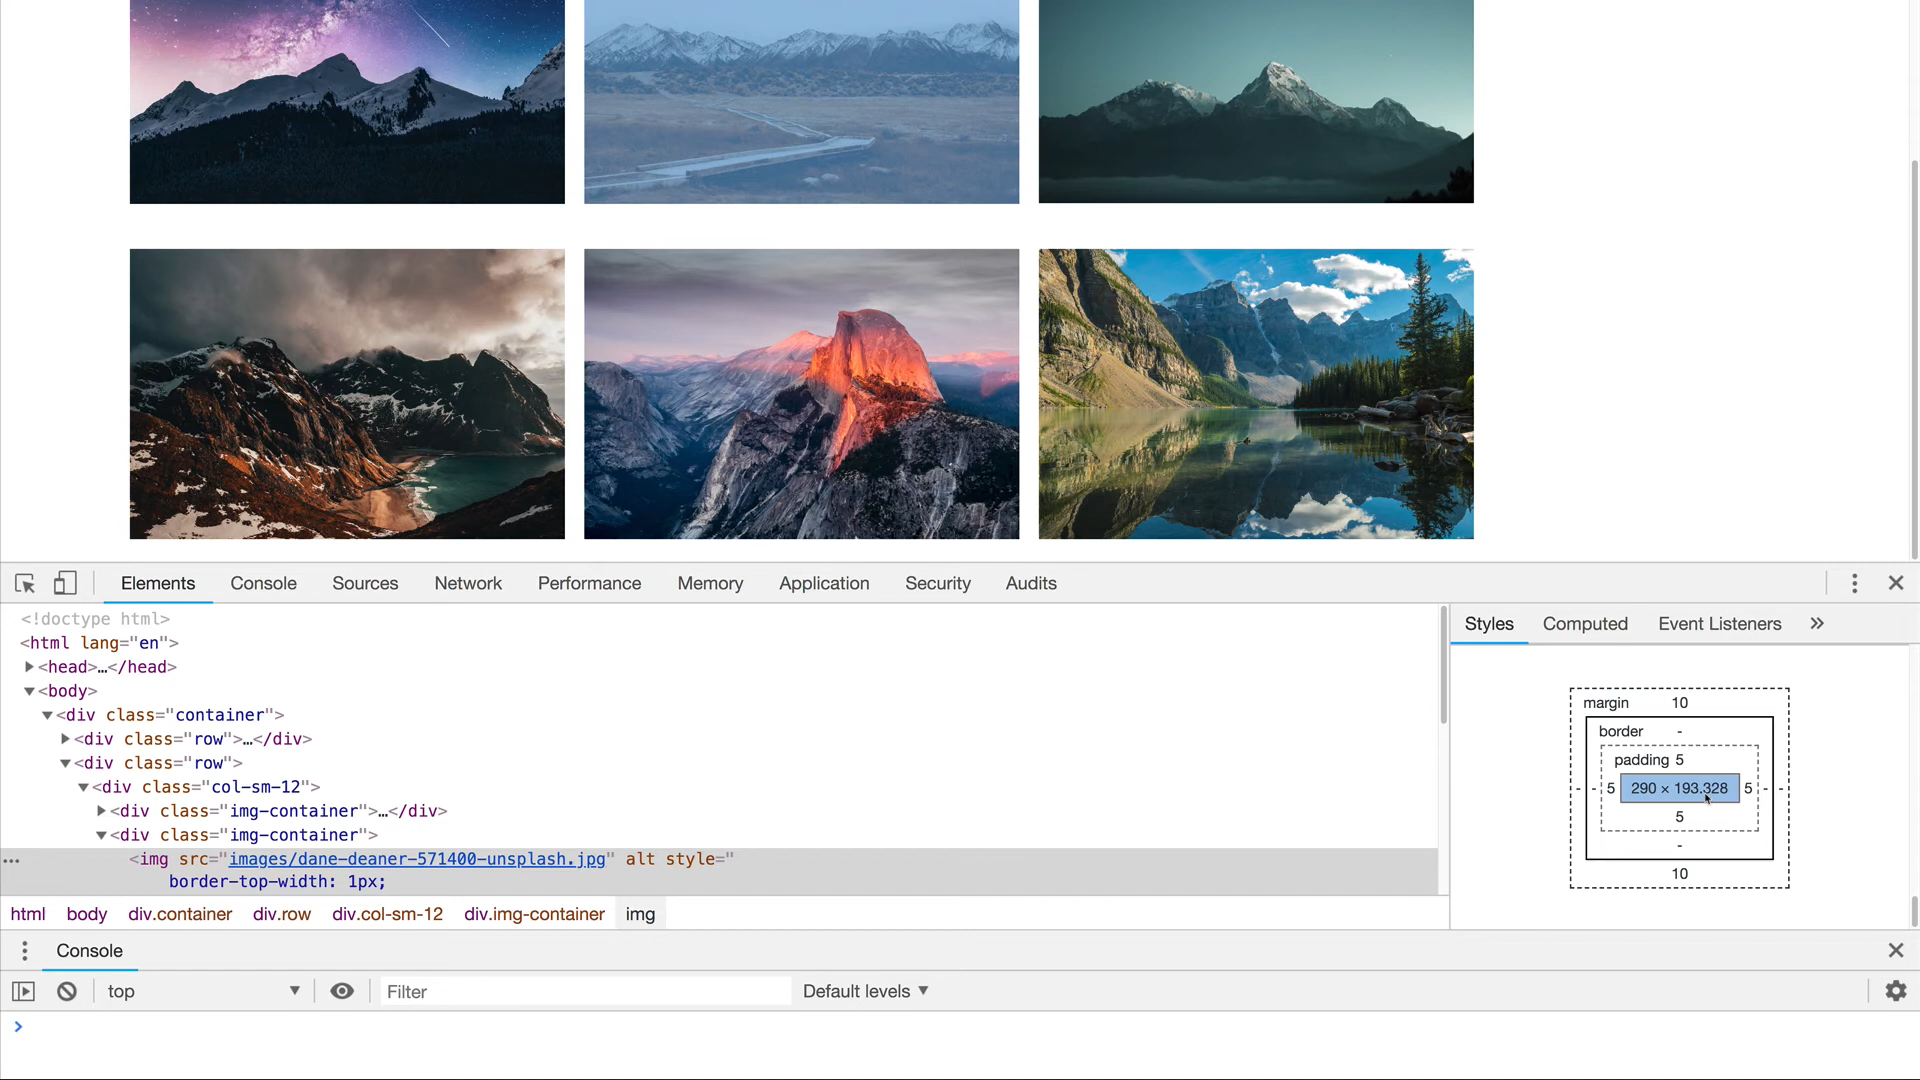 Elements Console Sources Network Performance Memory Application Security Audits
<!doctype html>
<html lang="en">
<head>…</head>
<body>
<div class="container">
<div class="row">…</div>
<div class="row">
<div class="col-sm-12">
<div class="img-container">…</div>
<div class="img-container">
<img src="images/dane-deaner-571400-unsplash.jpg" alt style="
border-top-width: 1px;
html body div.container div.row div.col-sm-12 div.img-container img
Styles Computed Event Listeners »
margin 10
border -
padding 5
- - 5 290 × 193.328 5 - -
5
-
10
Console
top Filter Default levels